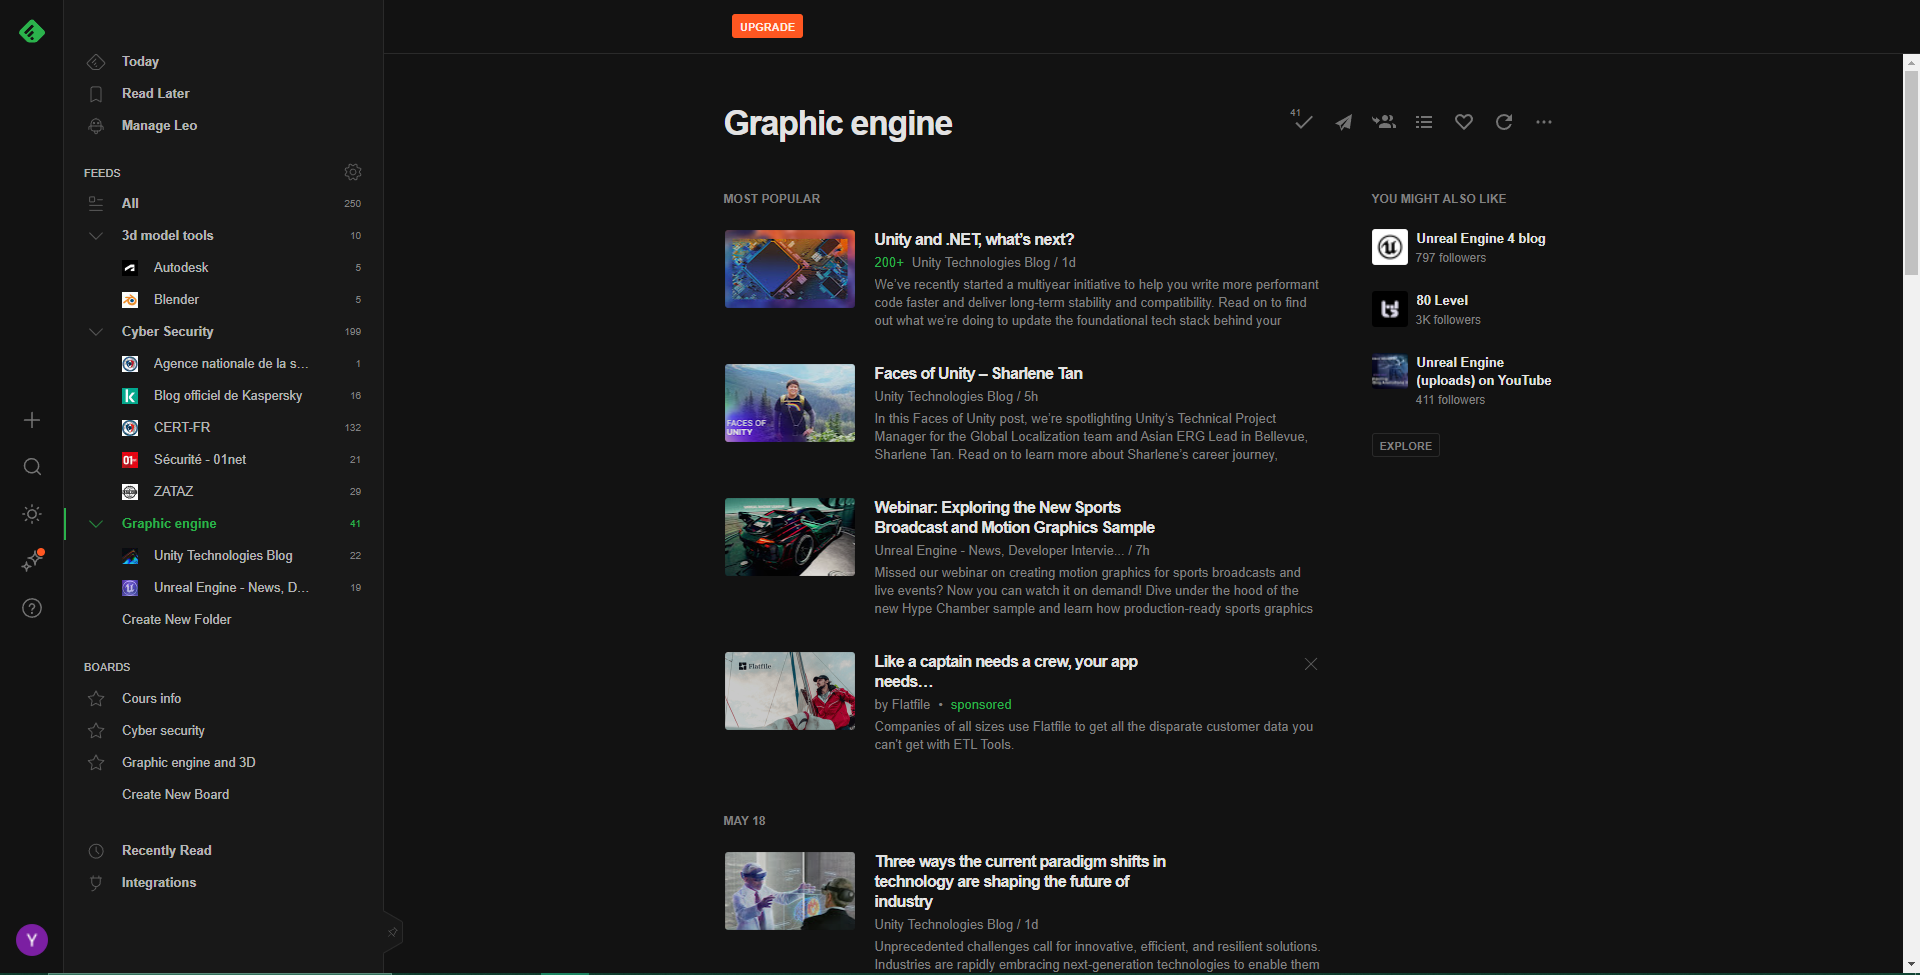 UPGRADE
Today
Read Later
Manage Leo
FEEDS
All 250
3d model tools 10
Autodesk 5
Blender 5
Cyber Security 199
Agence nationale de la s... 1
Blog officiel de Kaspersky 16
CERT-FR 132
01-
Sécurité - 01net 21
ZATAZ 29
Graphic engine 41
Unity Technologies Blog 22
Unreal Engine - News, D... 19
Create New Folder
BOARDS
Cours info
Cyber security
Graphic engine and 3D
Create New Board
Recently Read
Integrations
Y
Graphic engine
41
MOST POPULAR
Unity and .NET, what's next?
200+ Unity Technologies Blog / 1d
We've recently started a multiyear initiative to help you write more performant
code faster and deliver long-term stability and compatibility. Read on to find
out what we're doing to update the foundational tech stack behind your
FACES OF
UNITY
Faces of Unity – Sharlene Tan
Unity Technologies Blog / 5h
In this Faces of Unity post, we're spotlighting Unity's Technical Project
Manager for the Global Localization team and Asian ERG Lead in Bellevue,
Sharlene Tan. Read on to learn more about Sharlene's career journey,
Webinar: Exploring the New Sports
Broadcast and Motion Graphics Sample
Unreal Engine - News, Developer Intervie... / 7h
Missed our webinar on creating motion graphics for sports broadcasts and
live events? Now you can watch it on demand! Dive under the hood of the
new Hype Chamber sample and learn how production-ready sports graphics
Flatfile
Like a captain needs a crew, your app
needs…
by Flatfile • sponsored
Companies of all sizes use Flatfile to get all the disparate customer data you
can't get with ETL Tools.
MAY 18
Three ways the current paradigm shifts in
technology are shaping the future of
industry
Unity Technologies Blog / 1d
Unprecedented challenges call for innovative, efficient, and resilient solutions.
Industries are rapidly embracing next-generation technologies to enable them
YOU MIGHT ALSO LIKE
Unreal Engine 4 blog
797 followers
80 Level
3K followers
Unreal Engine
(uploads) on YouTube
411 followers
EXPLORE